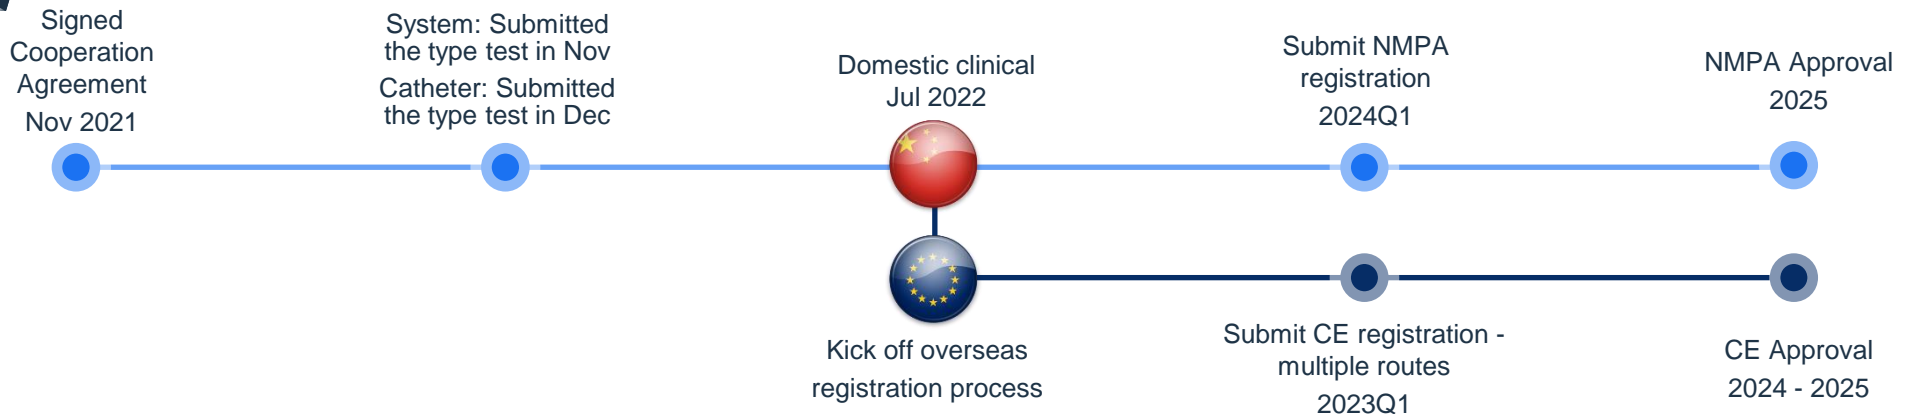 Signed
Cooperation
Agreement
Nov 2021
System: Submitted
the type test in Nov
Catheter: Submitted
the type test in Dec
Domestic clinical
Jul 2022
Submit NMPA
registration
2024Q1
NMPA Approval
2025
Kick off overseas
registration process
Submit CE registration -
multiple routes
2023Q1
CE Approval
2024 - 2025